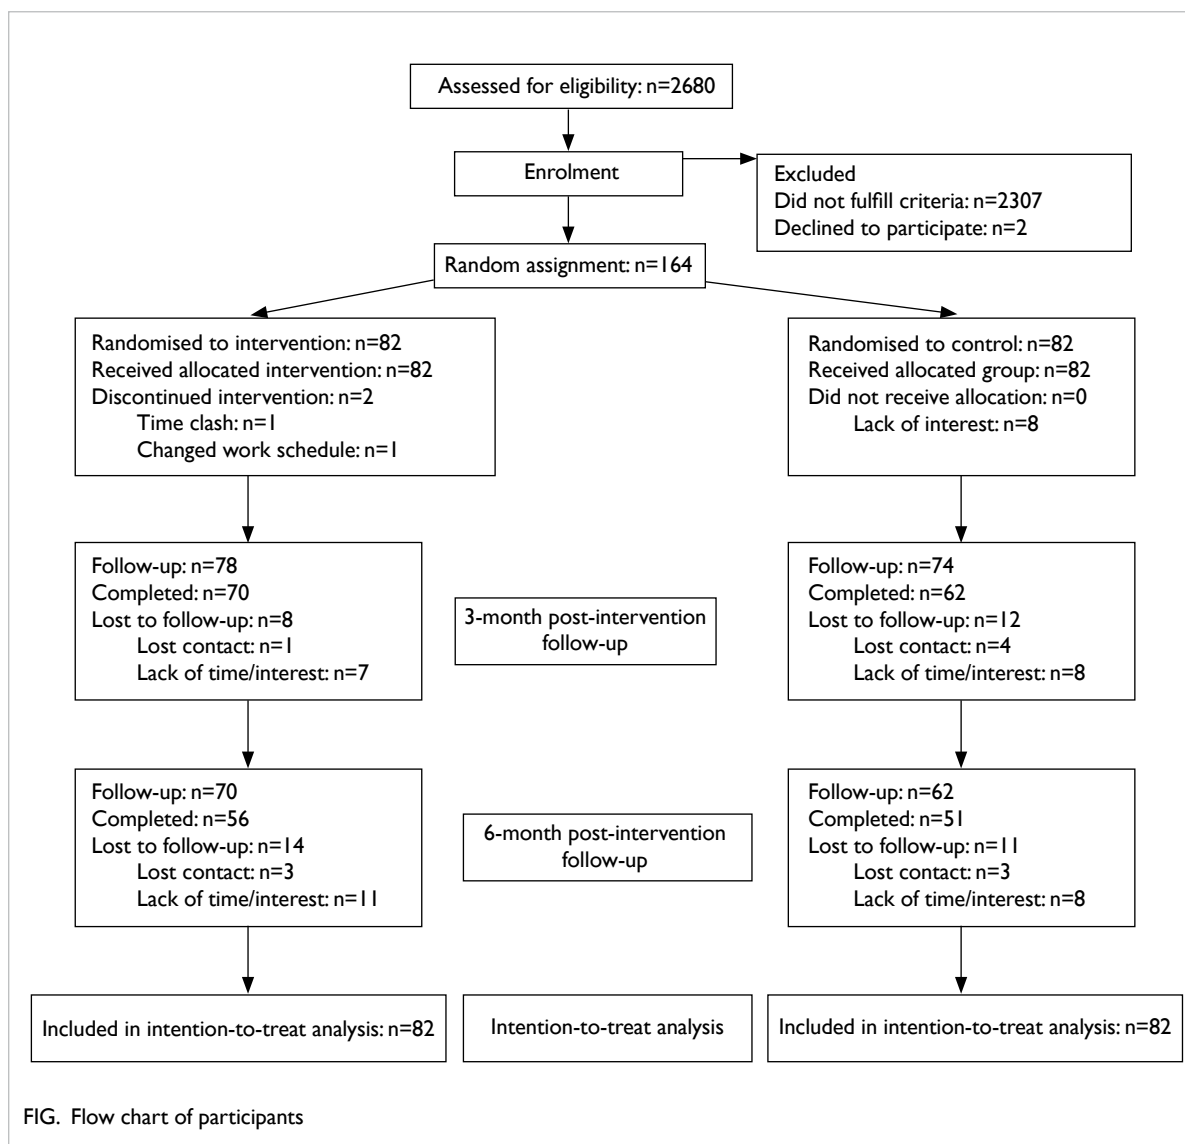 Assessed for eligibility: n=2680
Enrolment
Excluded
Did not fulfill criteria: n=2307
Declined to participate: n=2
Random assignment: n=164
Randomised to intervention: n=82
Received allocated intervention: n=82
Discontinued intervention: n=2
Time clash: n=1
Changed work schedule: n=1
Randomised to control: n=82
Received allocated group: n=82
Did not receive allocation: n=0
Lack of interest: n=8
Follow-up: n=78
Completed: n=70
Lost to follow-up: n=8
Lost contact: n=1
Lack of time/interest: n=7
3-month post-intervention
follow-up
Follow-up: n=74
Completed: n=62
Lost to follow-up: n=12
Lost contact: n=4
Lack of time/interest: n=8
Follow-up: n=70
Completed: n=56
Lost to follow-up: n=14
Lost contact: n=3
Lack of time/interest: n=11
6-month post-intervention
follow-up
Follow-up: n=62
Completed: n=51
Lost to follow-up: n=11
Lost contact: n=3
Lack of time/interest: n=8
Included in intention-to-treat analysis: n=82
Intention-to-treat analysis
Included in intention-to-treat analysis: n=82
FIG. Flow chart of participants